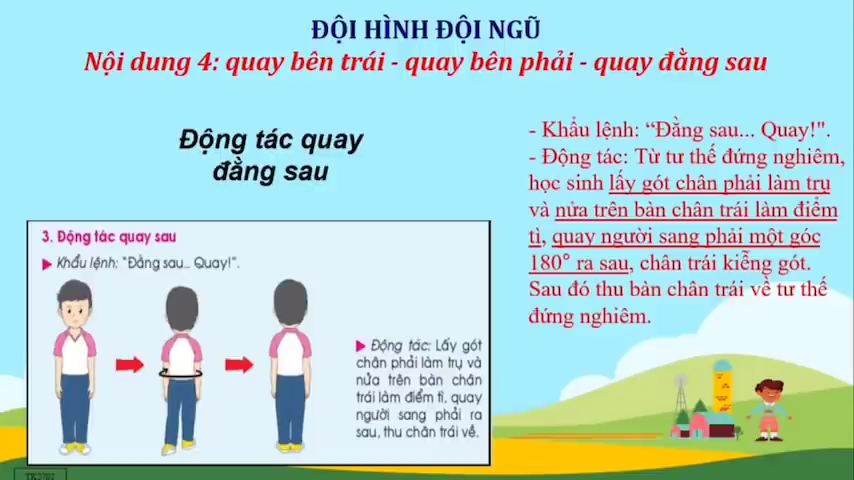 ĐỘI HÌNH ĐỘI NGŨ
Nội dung 4: quay bên trái - quay bên phải - quay đằng sau
Động tác quay
đằng sau
- Khẩu lệnh: “Đằng sau... Quay!".
- Động tác: Từ tư thế đứng nghiêm,
học sinh lấy gót chân phải làm trụ
và nửa trên bàn chân trái làm điểm
tì, quay người sang phải một góc
180° ra sau, chân trái kiễng gót.
Sau đó thu bàn chân trái về tư thế
đứng nghiêm.
3. Động tác quay sau
Khẩu lệnh: "Đằng sau... Quay!".
Động tác: Lấy gót
chân phải làm trụ và
nửa trên bàn chân
trái làm điểm tì, quay
người sang phải ra
sau, thu chân trái về.